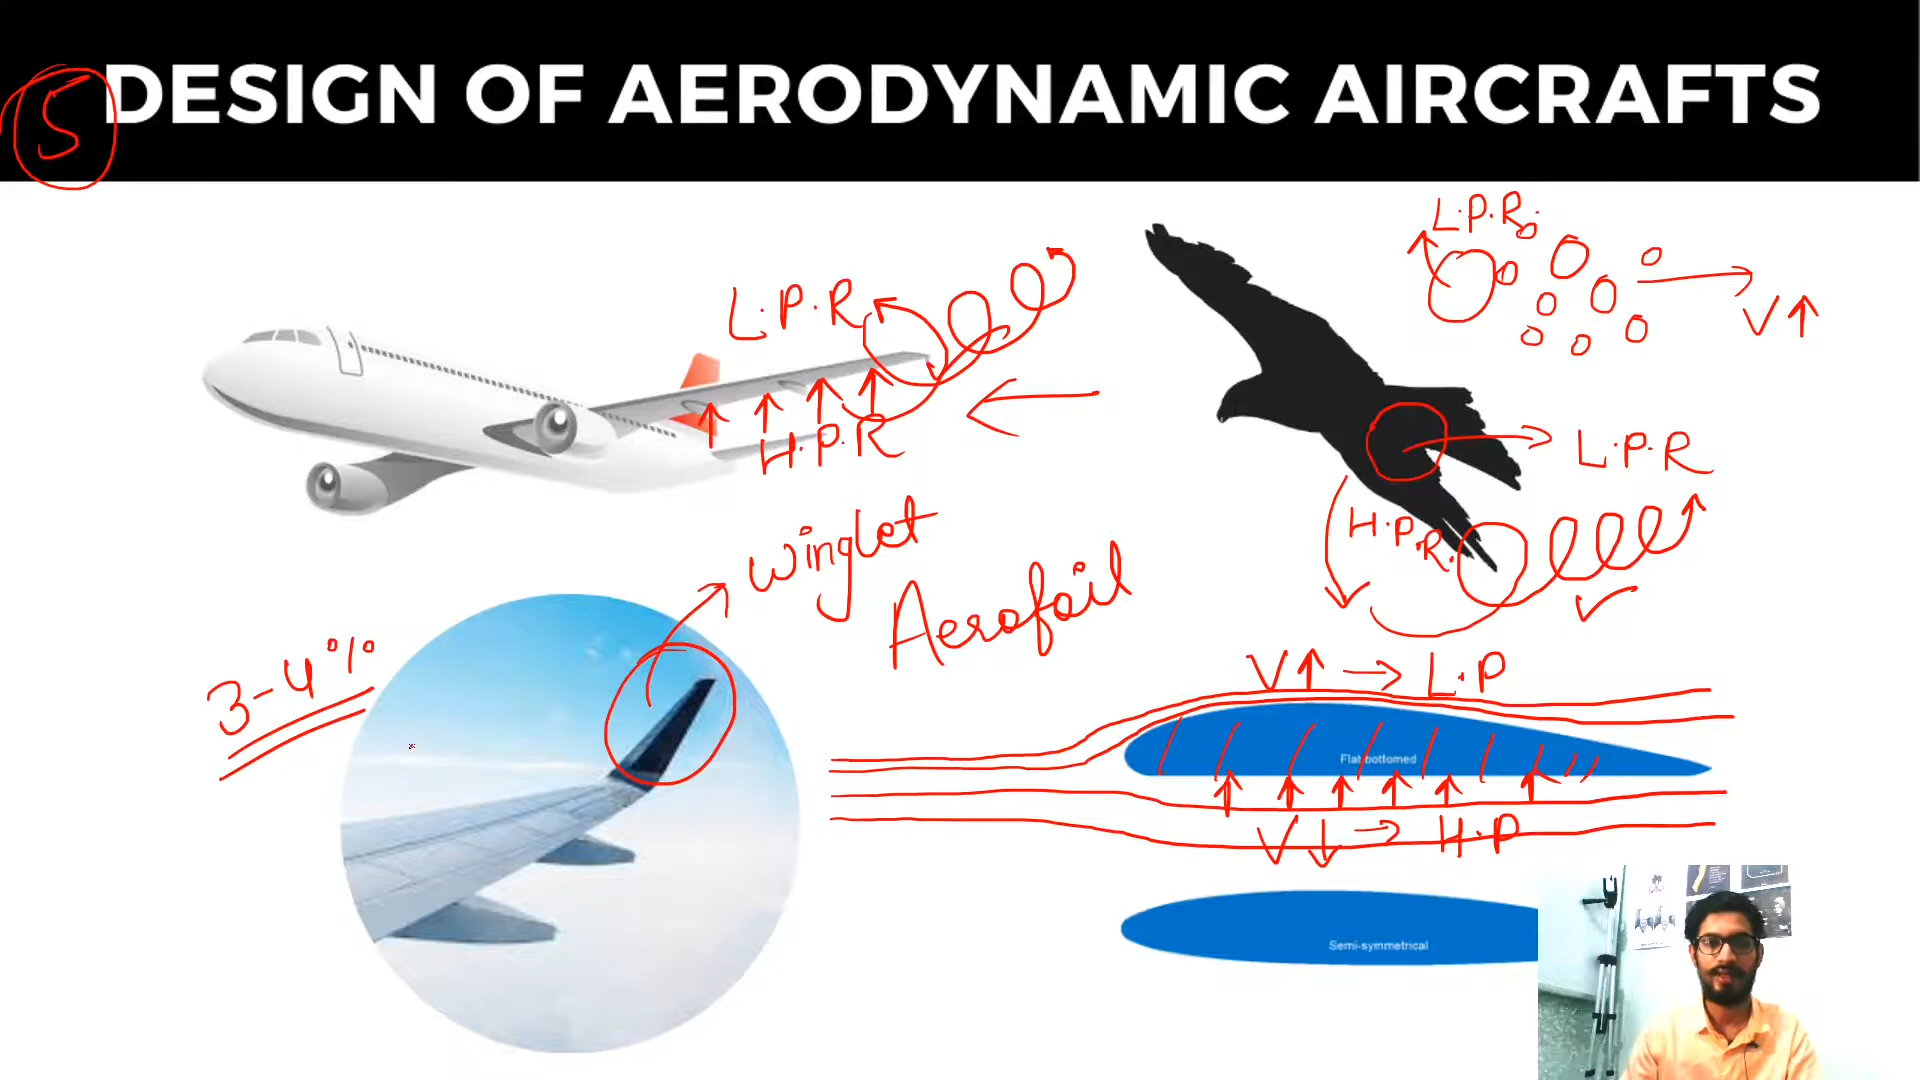 5
DESIGN OF AERODYNAMIC AIRCRAFTS
L.P.R
H.P.R
L.P.R.
V↑
L.P.R
H.P.R.
winglet
Aerofoil
3-4%
V↑ → L.P
Flat bottomed
V↓ → H.P
Semi-symmetrical